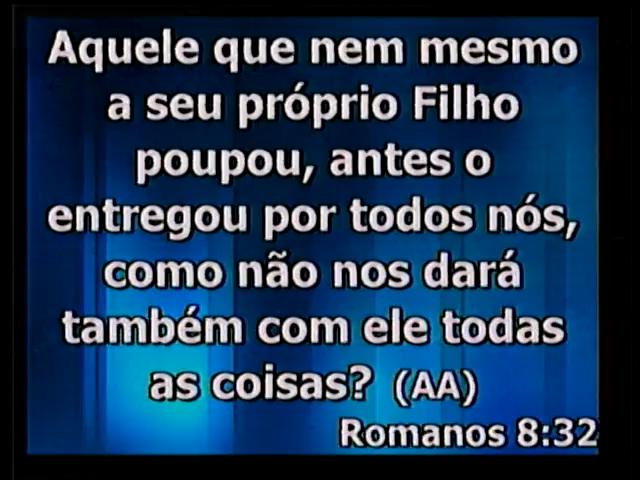 Aquele que nem mesmo
a seu próprio Filho
poupou, antes o
entregou por todos nós,
como não nos dará
também com ele todas
as coisas? (AA)
Romanos 8:32